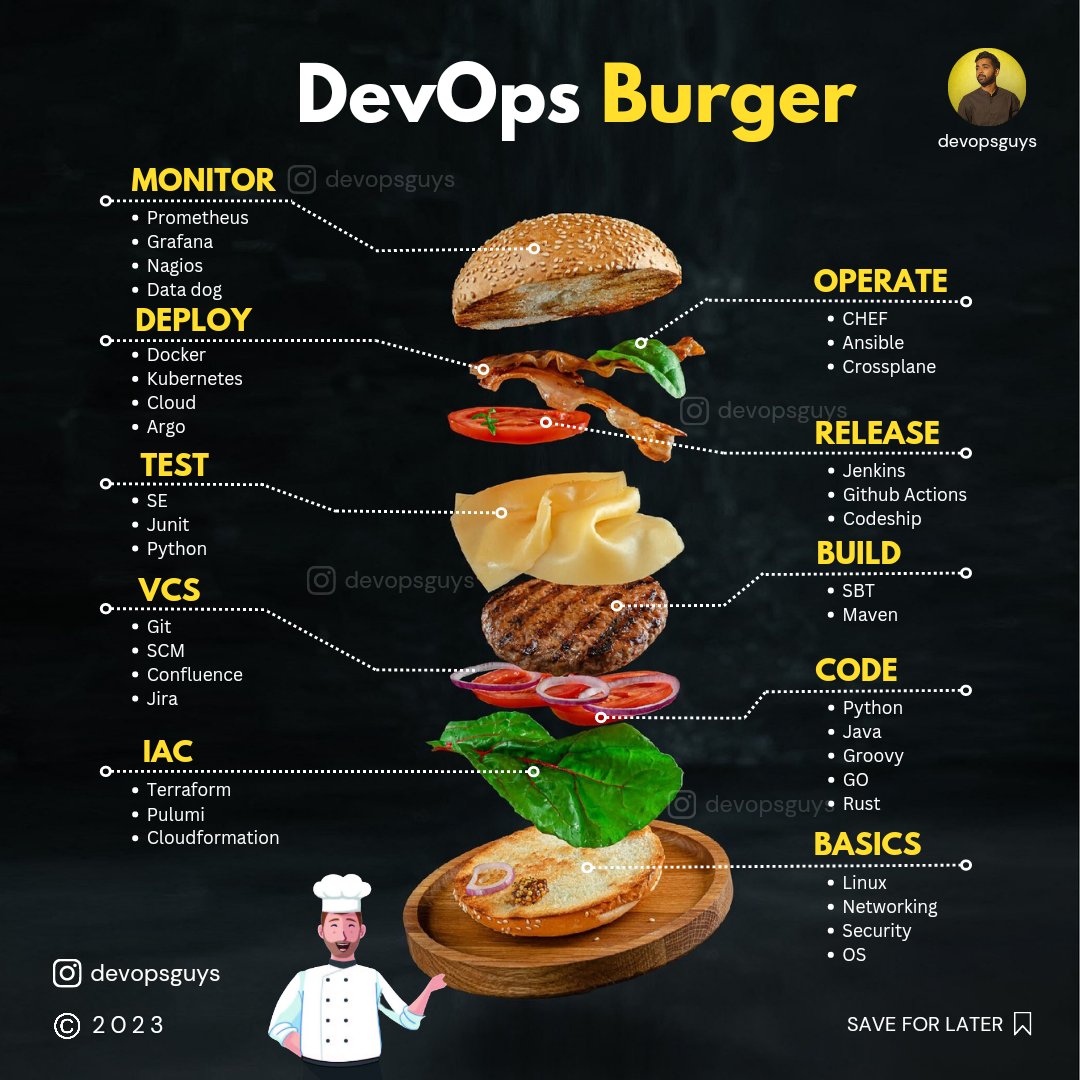 DevOps Burger
devopsguys
MONITOR
devopsguys
Prometheus
Grafana
Nagios
Data dog
DEPLOY
Docker
Kubernetes
Cloud
Argo
TEST
SE
Junit
Python
devopsguys
VCS
Git
SCM
Confluence
Jira
IAC
Terraform
Pulumi
Cloudformation
OPERATE
CHEF
Ansible
Crossplane
devopsguys
RELEASE
Jenkins
Github Actions
Codeship
BUILD
SBT
Maven
CODE
Python
Java
Groovy
GO
Rust
devopsguys
BASICS
Linux
Networking
Security
OS
devopsguys
© 2023
SAVE FOR LATER